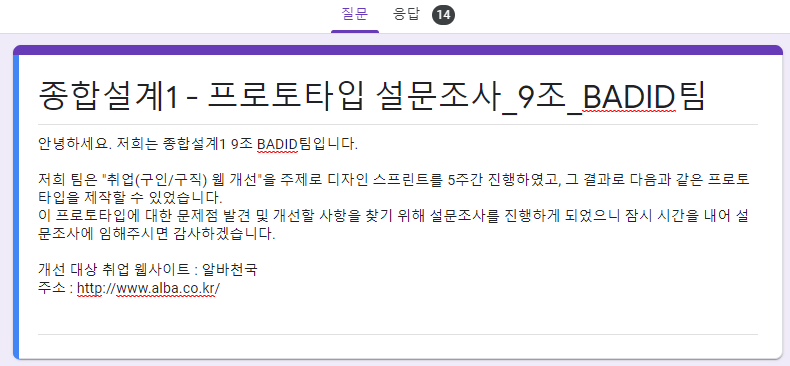 질문 응답 14
종합설계1 - 프로토타입 설문조사_9조_BADID팀
안녕하세요. 저희는 종합설계1 9조 BADID팀입니다.
저희 팀은 "취업(구인/구직) 웹 개선"을 주제로 디자인 스프린트를 5주간 진행하였고, 그 결과로 다음과 같은 프로토
타입을 제작할 수 있었습니다.
이 프로토타입에 대한 문제점 발견 및 개선할 사항을 찾기 위해 설문조사를 진행하게 되었으니 잠시 시간을 내어 설
문조사에 임해주시면 감사하겠습니다.
개선 대상 취업 웹사이트 : 알바천국
주소 : http://www.alba.co.kr/